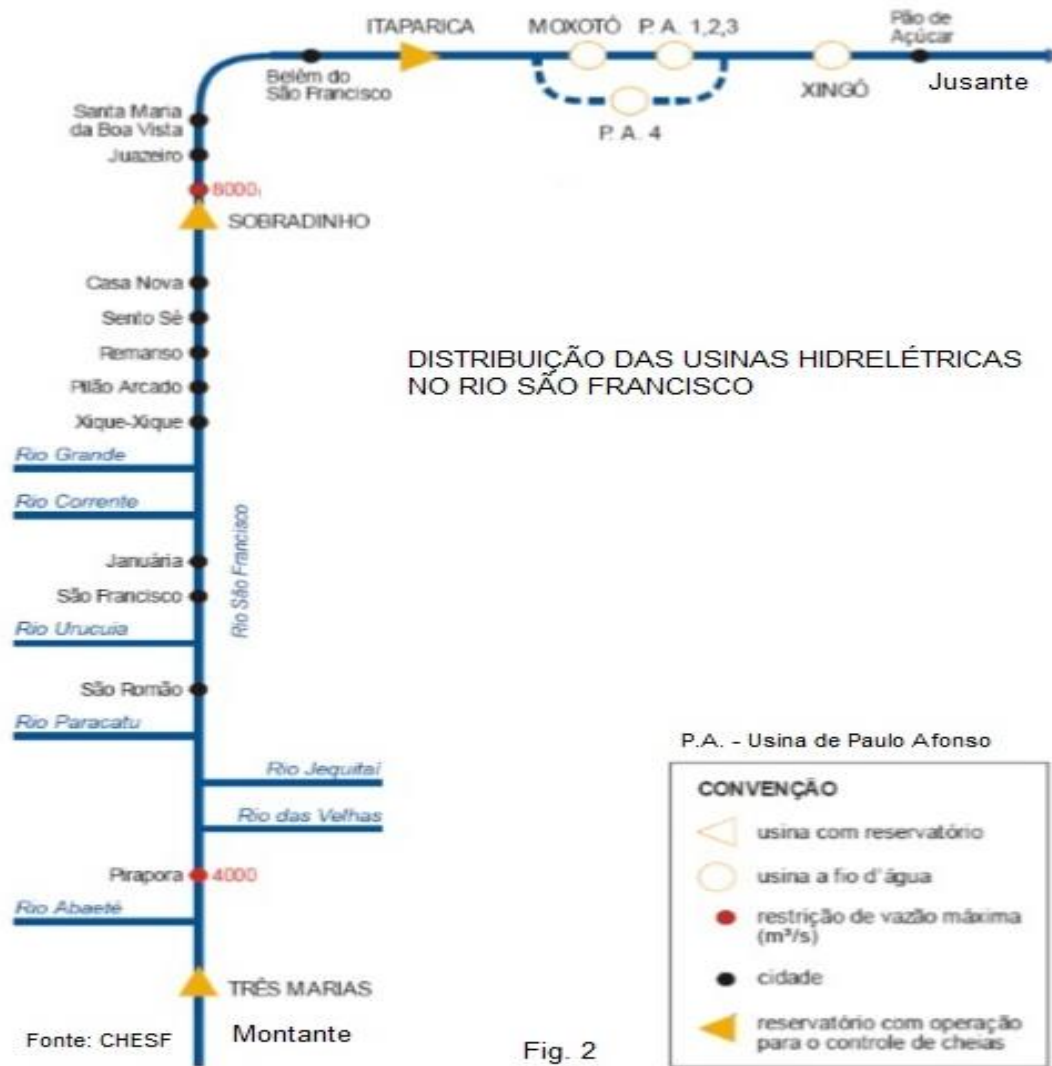 ITAPARICA
MOXOTÓ
P. A. 1,2,3
Pão de
Açúcar
Belém do
São Francisco
XINGÓ
Jusante
P. A. 4
Santa Maria
da Boa Vista
Juazeiro
8000
SOBRADINHO
Casa Nova
Sento Sé
Remanso
Pilão Arcado
Xique-Xique
DISTRIBUIÇÃO DAS USINAS HIDRELÉTRICAS
NO RIO SÃO FRANCISCO
Rio Grande
Rio Corrente
Januária
São Francisco
Rio São Francisco
Rio Urucuia
São Romão
Rio Paracatu
Rio Jequitaí
Rio das Velhas
Pirapora
4000
Rio Abaeté
TRÊS MARIAS
Montante
Fonte: CHESF
Fig. 2
P.A. - Usina de Paulo Afonso
CONVENÇÃO
usina com reservatório
usina a fio d'água
restrição de vazão máxima
(m³/s)
cidade
reservatório com operação
para o controle de cheias